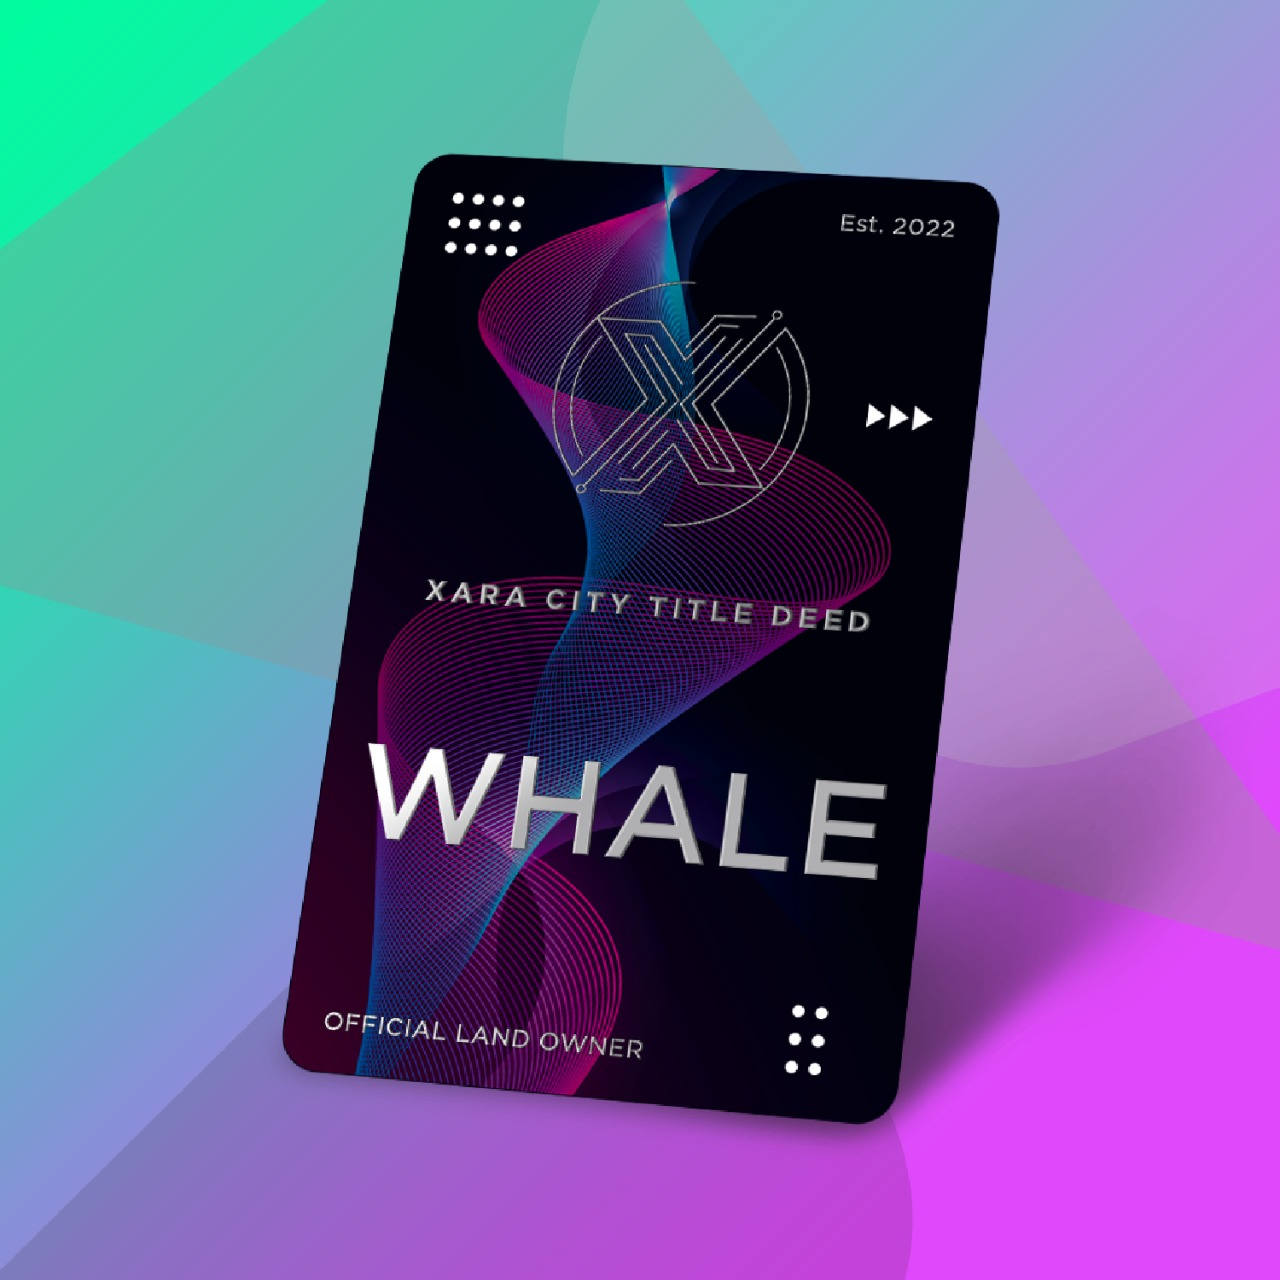 Est. 2022
X
XARA CITY TITLE DEED
WHALE
OFFICIAL LAND OWNER